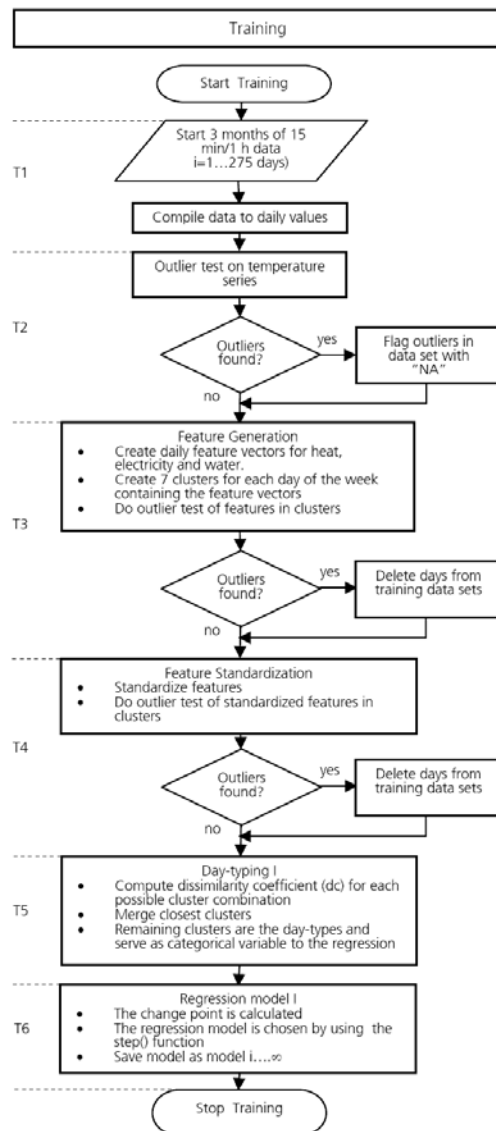 Training
Start Training
T1
Start 3 months of 15
min/1 h data
i=1...275 days)
Compile data to daily values
Outlier test on temperature
series
T2
Outliers
found?
yes
Flag outliers in
data set with
"NA"
no
Feature Generation
• Create daily feature vectors for heat,
electricity and water.
• Create 7 clusters for each day of the week
containing the feature vectors
• Do outlier test of features in clusters
T3
Outliers
found?
yes
Delete days from
training data sets
no
Feature Standardization
• Standardize features
• Do outlier test of standardized features in
clusters
T4
Outliers
found?
yes
Delete days from
training data sets
no
Day-typing I
• Compute dissimilarity coefficient (dc) for each
possible cluster combination
• Merge closest clusters
• Remaining clusters are the day-types and
serve as categorical variable to the regression
T5
Regression model I
• The change point is calculated
• The regression model is chosen by using the
step() function
• Save model as model i....∞
T6
Stop Training